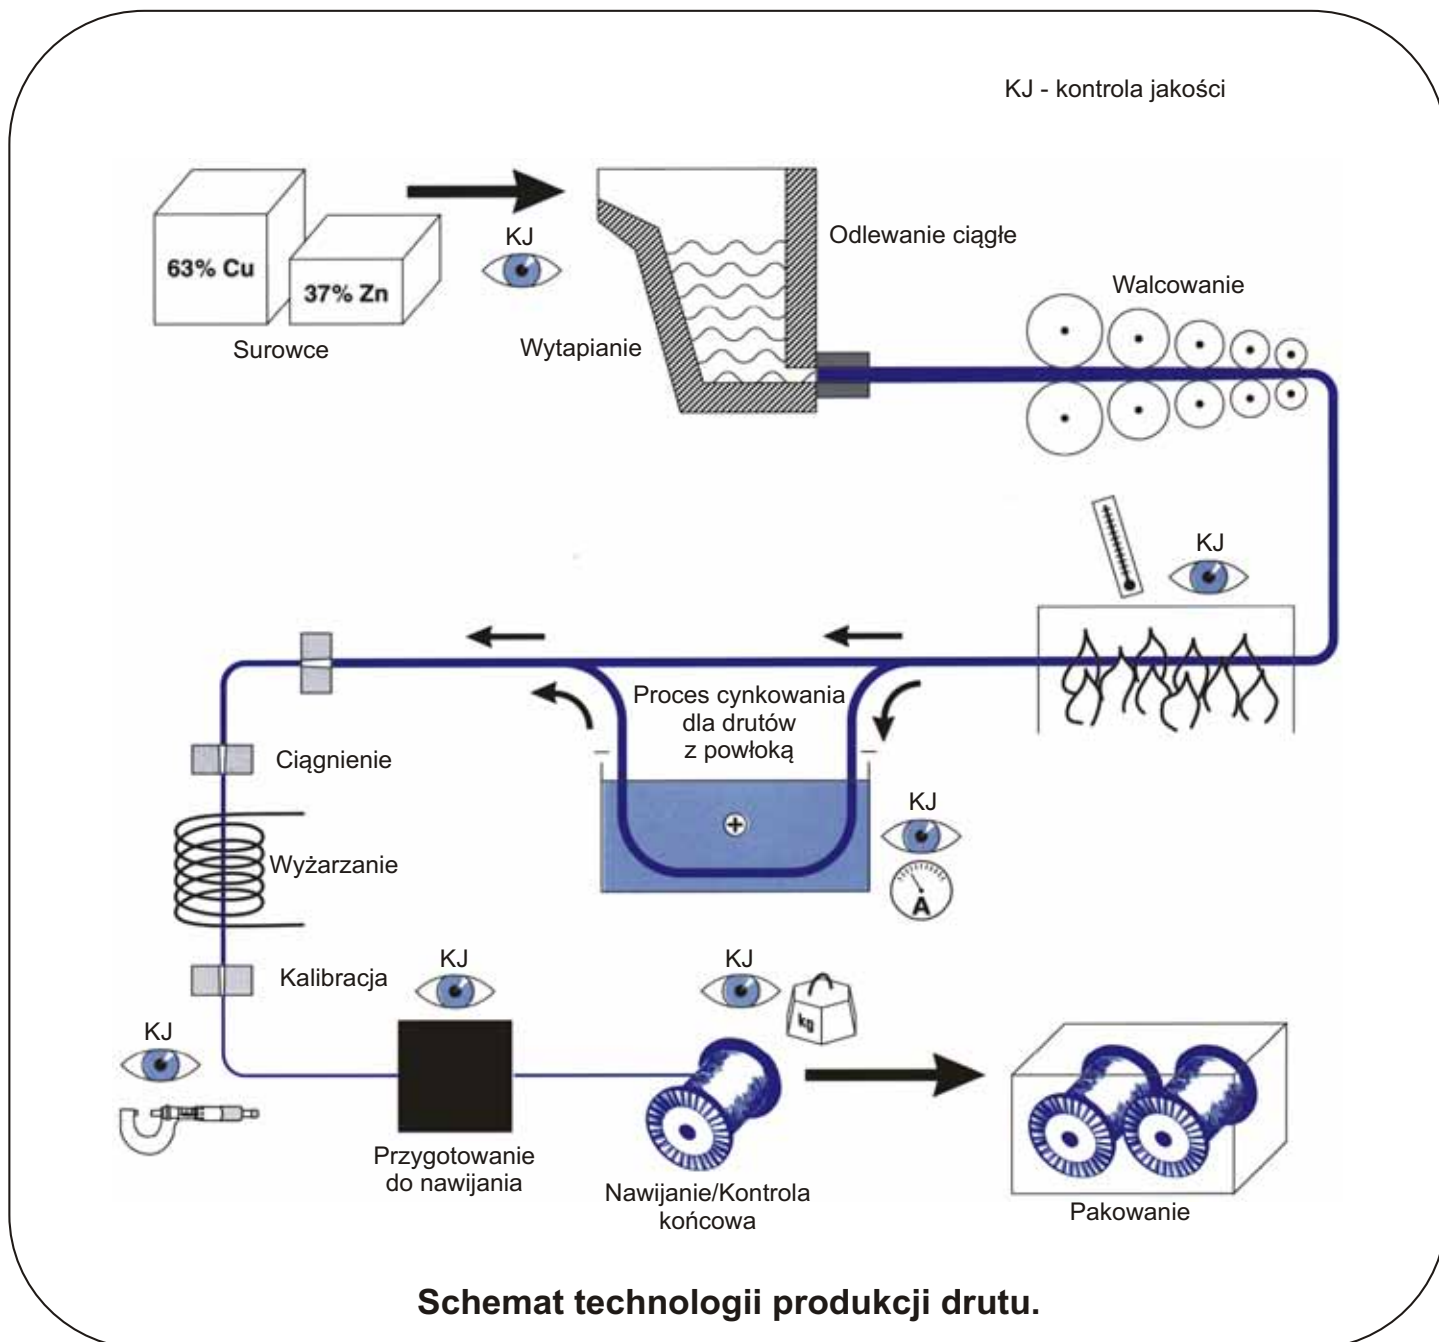 KJ - kontrola jakości
63% Cu
37% Zn
Surowce
KJ
Wytapianie
Odlewanie ciągłe
Walcowanie
KJ
Proces cynkowania
dla drutów
z powłoką
KJ
A
Ciągnienie
Wyżarzanie
Kalibracja
KJ
KJ
Przygotowanie
do nawijania
KJ
kg
Nawijanie/Kontrola
końcowa
Pakowanie
Schemat technologii produkcji drutu.